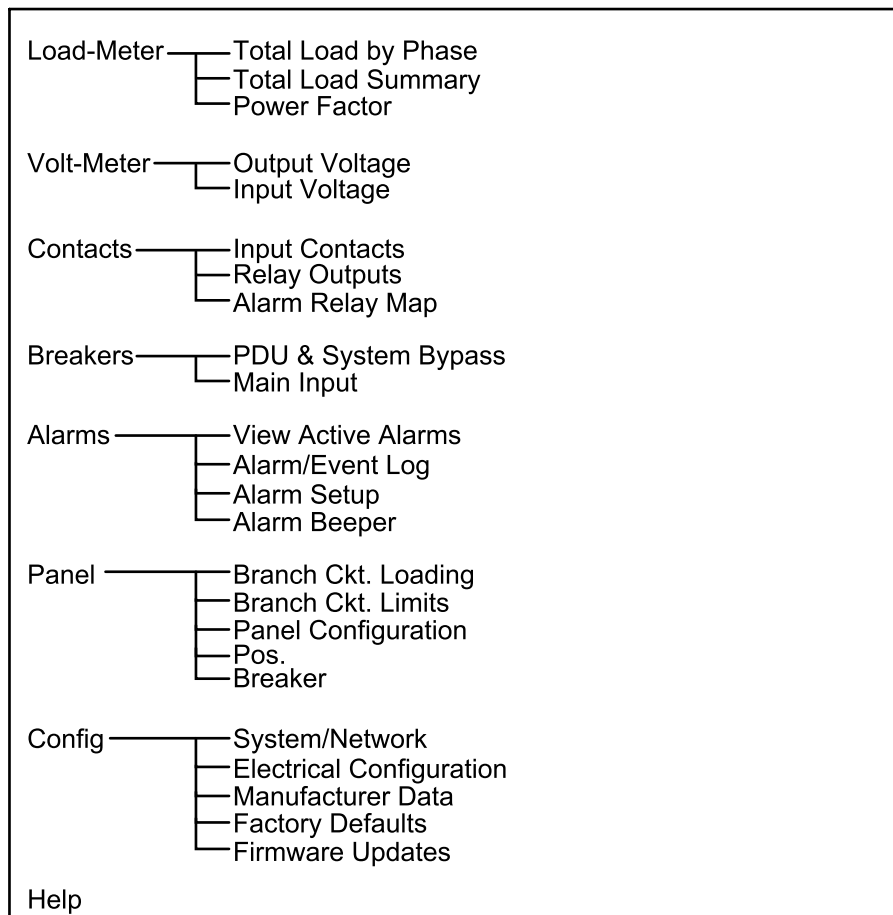 Load-Meter Total Load by Phase
Total Load Summary
Power Factor
Volt-Meter Output Voltage
Input Voltage
Contacts Input Contacts
Relay Outputs
Alarm Relay Map
Breakers PDU & System Bypass
Main Input
Alarms View Active Alarms
Alarm/Event Log
Alarm Setup
Alarm Beeper
Panel Branch Ckt. Loading
Branch Ckt. Limits
Panel Configuration
Pos.
Breaker
Config System/Network
Electrical Configuration
Manufacturer Data
Factory Defaults
Firmware Updates
Help